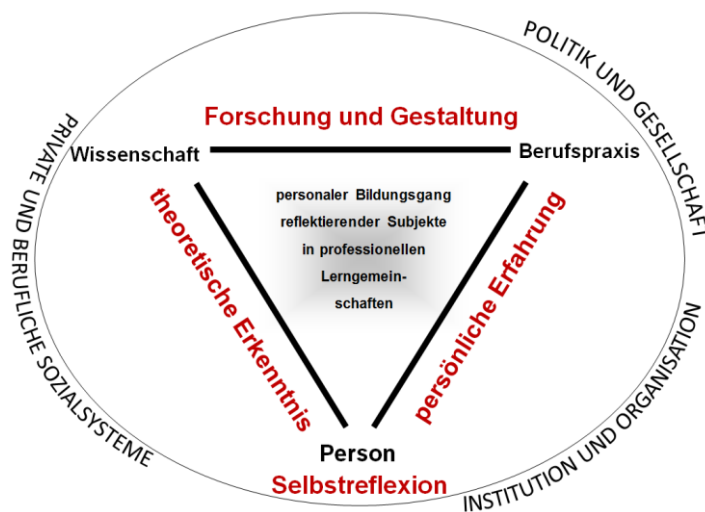 POLITIK UND GESELLSCHAFT
PRIVATE UND BERUFLICHE SOZIALSYSTEME
Forschung und Gestaltung
Wissenschaft
Berufspraxis
personaler Bildungsgang
reflektierender Subjekte
in professionellen
Lerngemein-
schaften
theoretische Erkenntnis
persönliche Erfahrung
Person
Selbstreflexion
INSTITUTION UND ORGANISATION